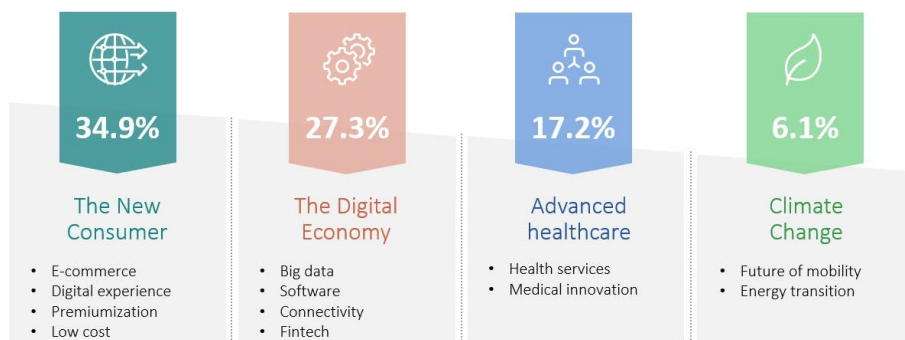 34.9%
The New
Consumer
• E-commerce
• Digital experience
• Premiumization
• Low cost
27.3%
The Digital
Economy
• Big data
• Software
• Connectivity
• Fintech
17.2%
Advanced
healthcare
• Health services
• Medical innovation
6.1%
Climate
Change
• Future of mobility
• Energy transition